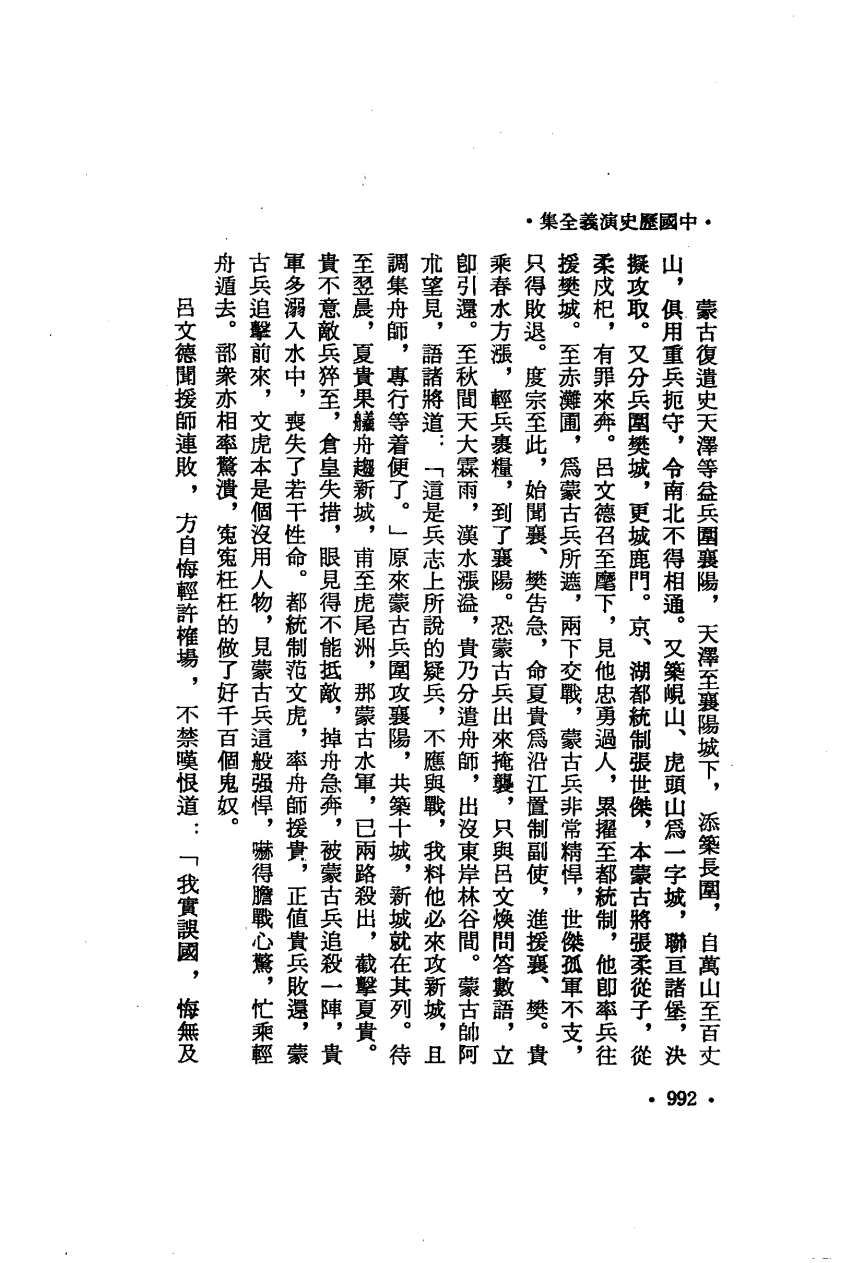 ·中國歷史演義全集·
蒙古復遣史天澤等益兵圍襄陽，天澤至襄陽城下，添築長圍，自萬山至百丈
山，俱用重兵扼守，令南北不得相通。又築峴山、虎頭山爲一字城，聯亘諸堡，決
擬攻取。又分兵圍樊城，更城鹿門。京、湖都統制張世傑，本蒙古將張柔從子，從
柔戍杞，有罪來奔。呂文德召至麾下，見他忠勇過人，累擢至都統制，他卽率兵往
援樊城。至赤灘圃，爲蒙古兵所遮，兩下交戰，蒙古兵非常精悍，世傑孤軍不支，
只得敗退。度宗至此，始聞襄、樊告急，命夏貴爲沿江置制副使，進援襄、樊。貴
乘春水方漲，輕兵裹糧，到了襄陽。恐蒙古兵出來掩襲，只與呂文煥問答數語，立
卽引還。至秋間天大霖雨，漢水漲溢，貴乃分遣舟師，出沒東岸林谷間。蒙古帥阿
朮望見，語諸將道：「這是兵志上所說的疑兵，不應與戰，我料他必來攻新城，且
調集舟師，專行等着便了。」原來蒙古兵圍攻襄陽，共築十城，新城就在其列。待
至翌晨，夏貴果艤舟趨新城，甫至虎尾洲，那蒙古水軍，已兩路殺出，截擊夏貴。
貴不意敵兵猝至，倉皇失措，眼見得不能抵敵，掉舟急奔，被蒙古兵追殺一陣，貴
軍多溺入水中，喪失了若干性命。都統制范文虎，率舟師援貴，正值貴兵敗還，蒙
古兵追擊前來，文虎本是個沒用人物，見蒙古兵這般强悍，嚇得膽戰心驚，忙乘輕
舟遁去。部衆亦相率驚潰，寃寃枉枉的做了好千百個鬼奴。
呂文德聞援師連敗，方自悔輕許榷場，不禁嘆恨道：「我實誤國，悔無及
·992·